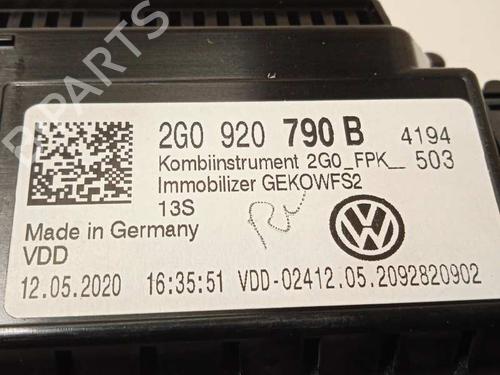 2G0 920 790 B 4194
Kombiinstrument 2G0_FPK__ 503
Immobilizer GEKOWFS2
13S
Made in Germany
VDD
12.05.2020 16:35:51 VDD-02412.05.2092820902